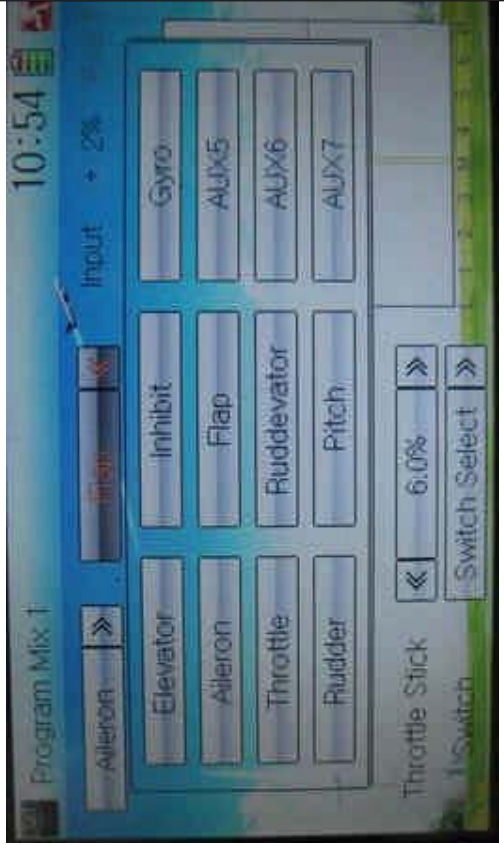 Program Mix 1 10:54
Aileron >> Flap >> Input + 2%
Elevator Inhibit Gyro
Aileron Flap AUX5
Throttle Ruddevator AUX6
Rudder Pitch AUX7
Throttle Stick << 6.0% >>
Switch Select >>